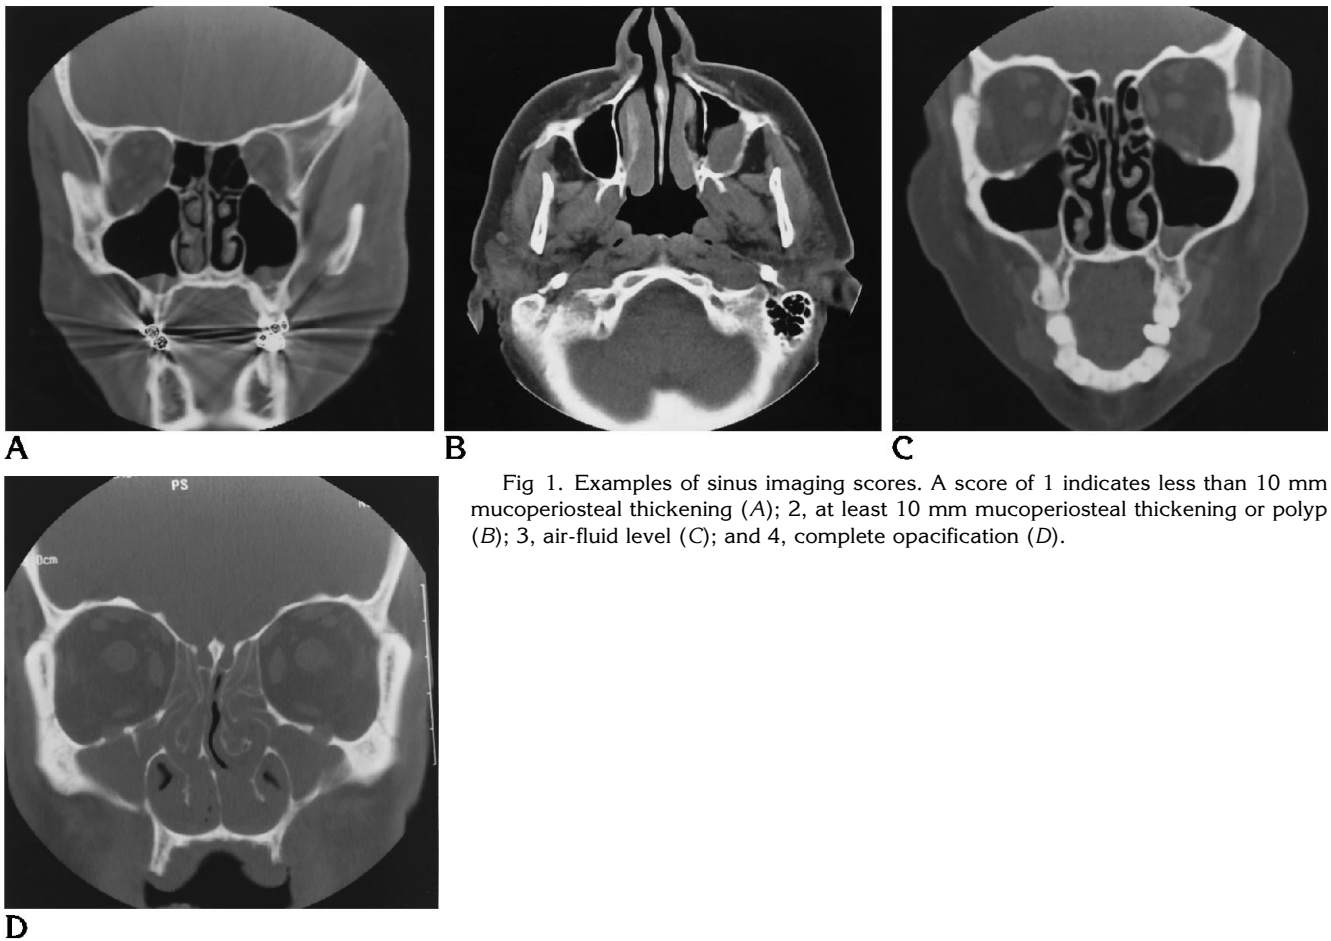 A
B
C
PS
Fig 1. Examples of sinus imaging scores. A score of 1 indicates less than 10 mm
mucoperiosteal thickening (A); 2, at least 10 mm mucoperiosteal thickening or polyp
(B); 3, air-fluid level (C); and 4, complete opacification (D).
D